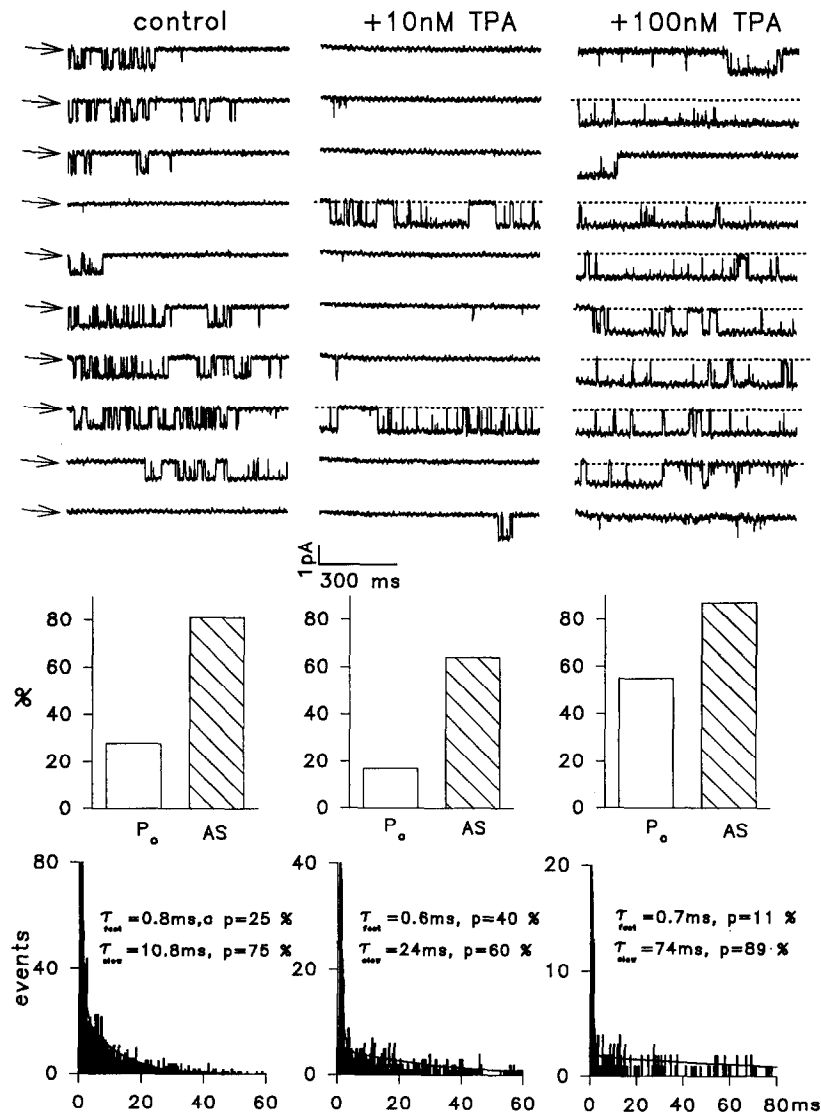 control +10nM TPA +100nM TPA
1pA
300 ms
80
60
40
20
0
%
Pₒ AS
80
60
40
20
0
Pₒ AS
80
60
40
20
0
Pₒ AS
80
40
0
events
τfast=0.8ms,a p=25 %
τslow=10.8ms, p=75 %
0 20 40 60
40
20
0
τfast=0.6ms, p=40 %
τslow=24ms, p=60 %
0 20 40 60
20
10
0
τfast=0.7ms, p=11 %
τslow=74ms, p=89 %
0 20 40 60 80 ms